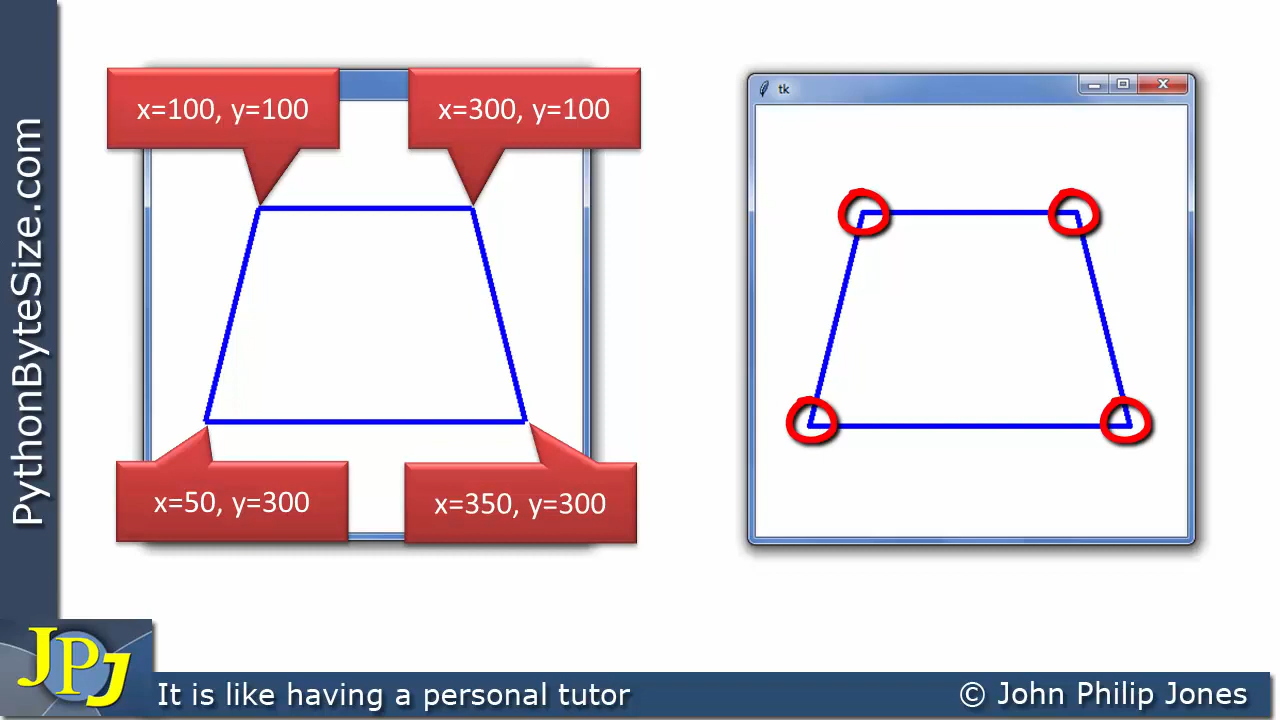 PythonByteSize.com
x=100, y=100
x=300, y=100
x=50, y=300
x=350, y=300
tk
JPJ
It is like having a personal tutor
© John Philip Jones